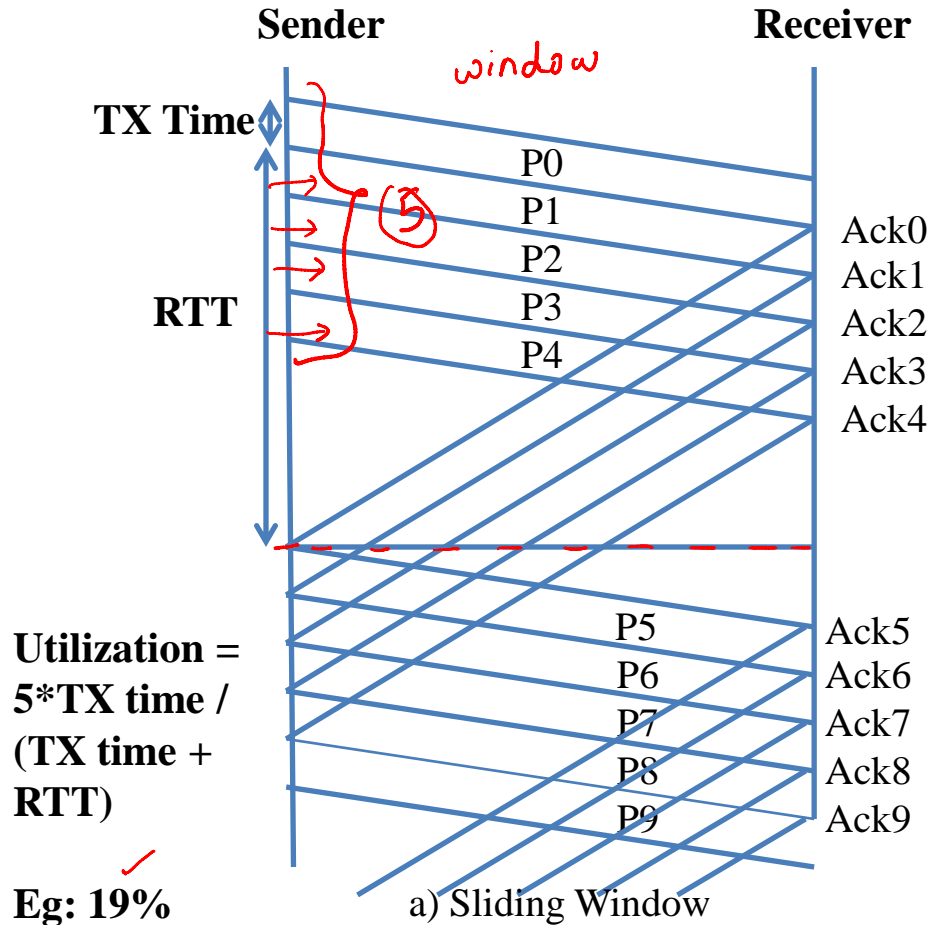 Sender
Receiver
window
TX Time
P0
5
P1
Ack0
P2
Ack1
RTT
P3
Ack2
P4
Ack3
Ack4
P5
Ack5
Utilization =
5*TX time /
(TX time +
RTT)
P6
Ack6
P7
Ack7
P8
Ack8
P9
Ack9
Eg: 19%
a) Sliding Window